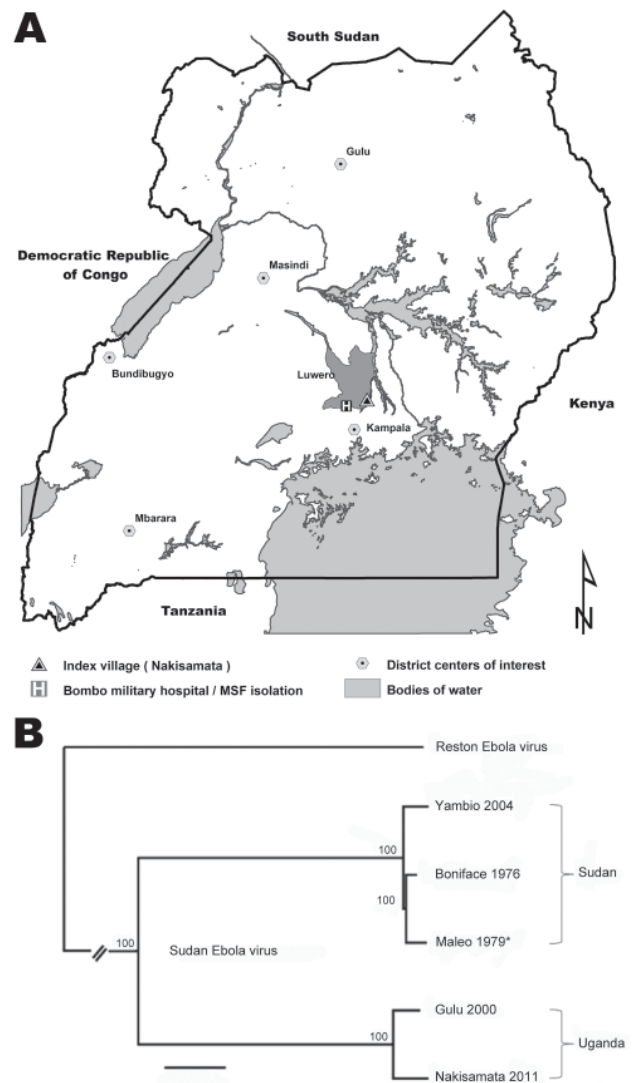 A
South Sudan
Gulu
Democratic Republic
of Congo
Masindi
Bundibugyo
Luwero
H
Kenya
Kampala
Mbarara
Tanzania
N
Index village ( Nakisamata )
District centers of interest
H Bombo military hospital / MSF isolation
Bodies of water
B
Reston Ebola virus
Yambio 2004
100
Boniface 1976
Sudan
100
Maleo 1979*
100
Sudan Ebola virus
Gulu 2000
100
Uganda
Nakisamata 2011